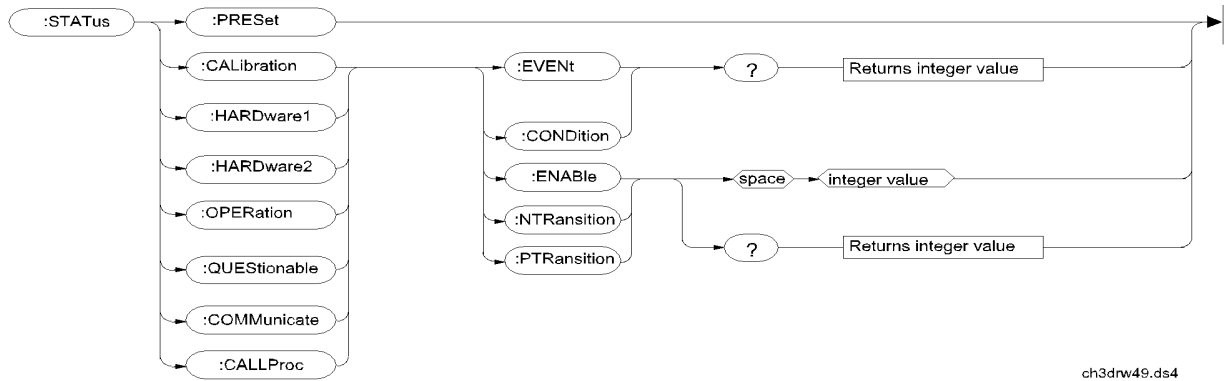 :STATus
:PRESet
:CALibration
:HARDware1
:HARDware2
:OPERation
:QUEStionable
:COMMunicate
:CALLProc
:EVENt
:CONDition
:ENABle
:NTRansition
:PTRansition
?
Returns integer value
space
integer value
?
Returns integer value
ch3drw49.ds4